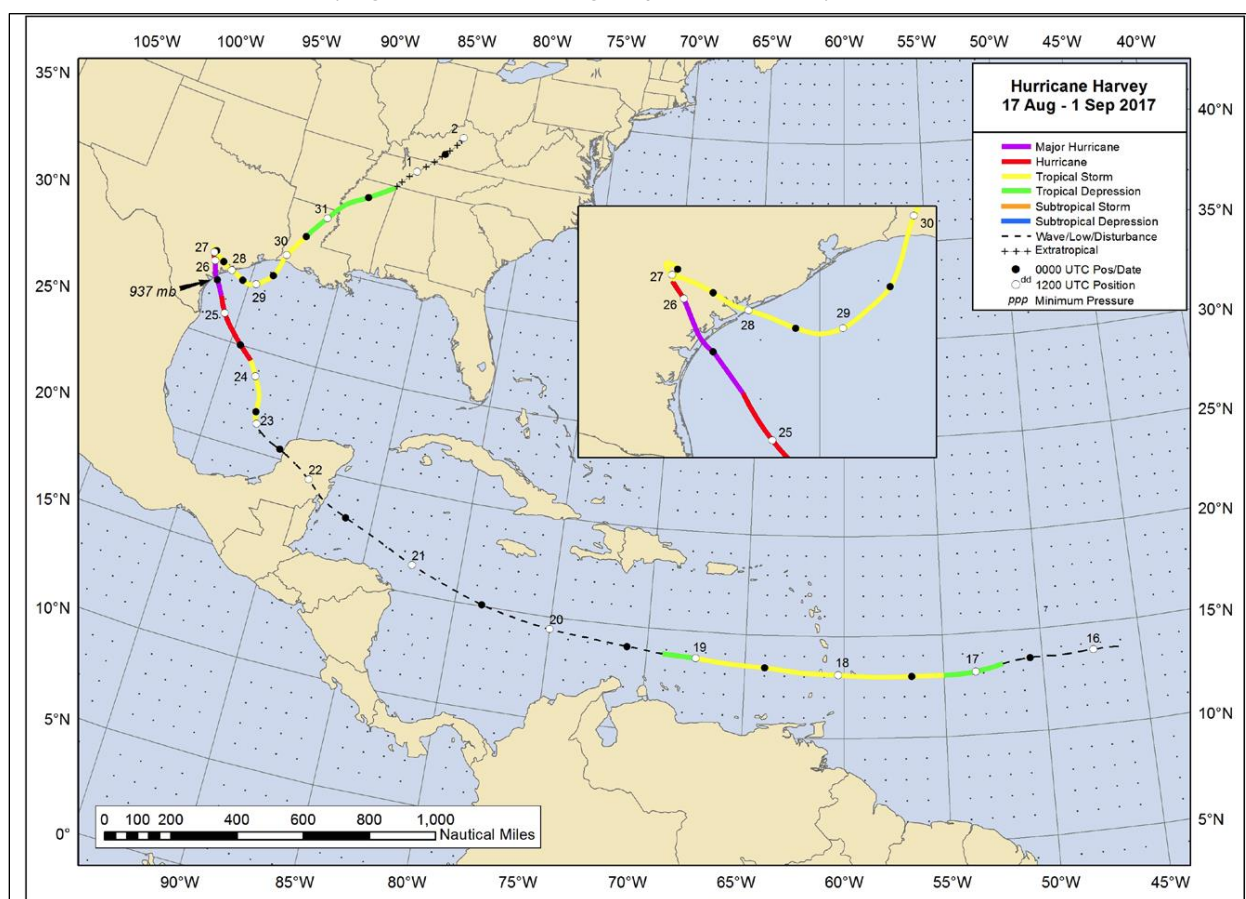 105°W 100°W 95°W 90°W 85°W 80°W 75°W 70°W 65°W 60°W 55°W 50°W 45°W 40°W
35°N
30°N
25°N
20°N
15°N
10°N
5°N
0°
40°N
35°N
30°N
25°N
20°N
15°N
10°N
5°N
Hurricane Harvey
17 Aug - 1 Sep 2017
Major Hurricane
Hurricane
Tropical Storm
Tropical Depression
Subtropical Storm
Subtropical Depression
Wave/Low/Disturbance
Extratropical
0000 UTC Pos/Date
dd 1200 UTC Position
ppp Minimum Pressure
2
1
31
30
27
28
26
29
937 mb
25
24
23
22
21
20
19
18
17
16
30
27
26
28
29
25
0 100 200 400 600 800 1,000
Nautical Miles
90°W 85°W 80°W 75°W 70°W 65°W 60°W 55°W 50°W 45°W